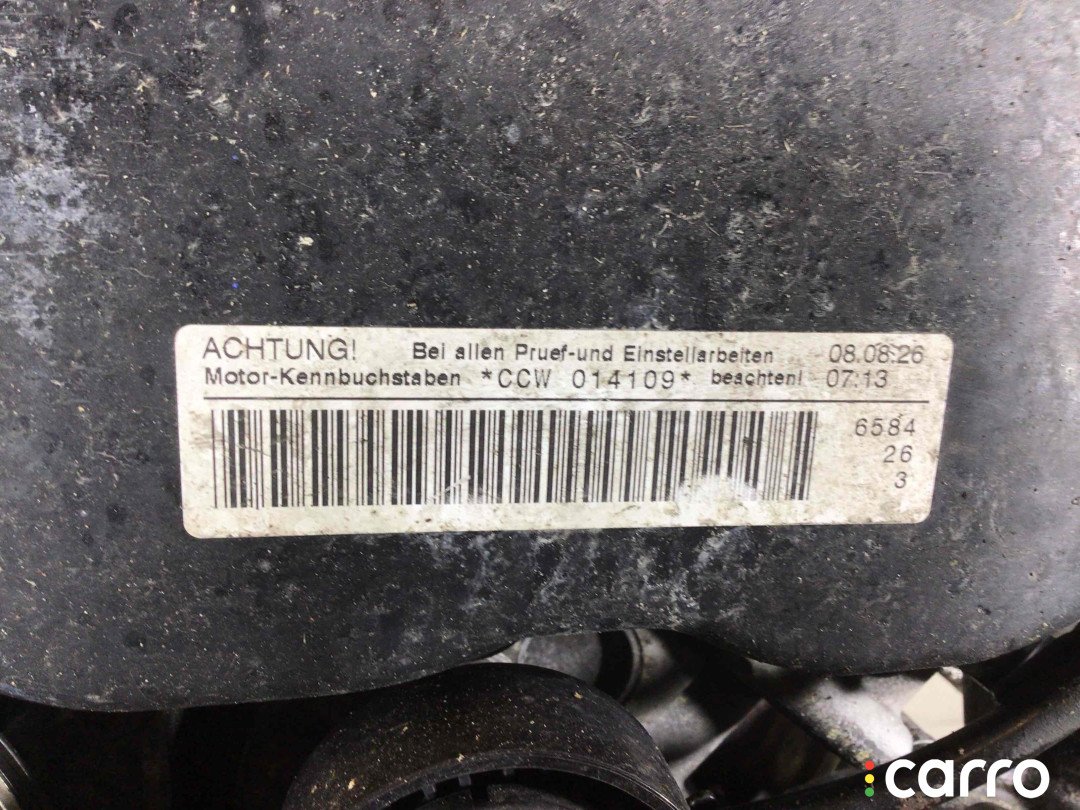 ACHTUNG! Bei allen Pruef-und Einstellarbeiten 08.08.26
Motor-Kennbuchstaben *CCW 014109* beachten! 07:13
6584
26
3
carro